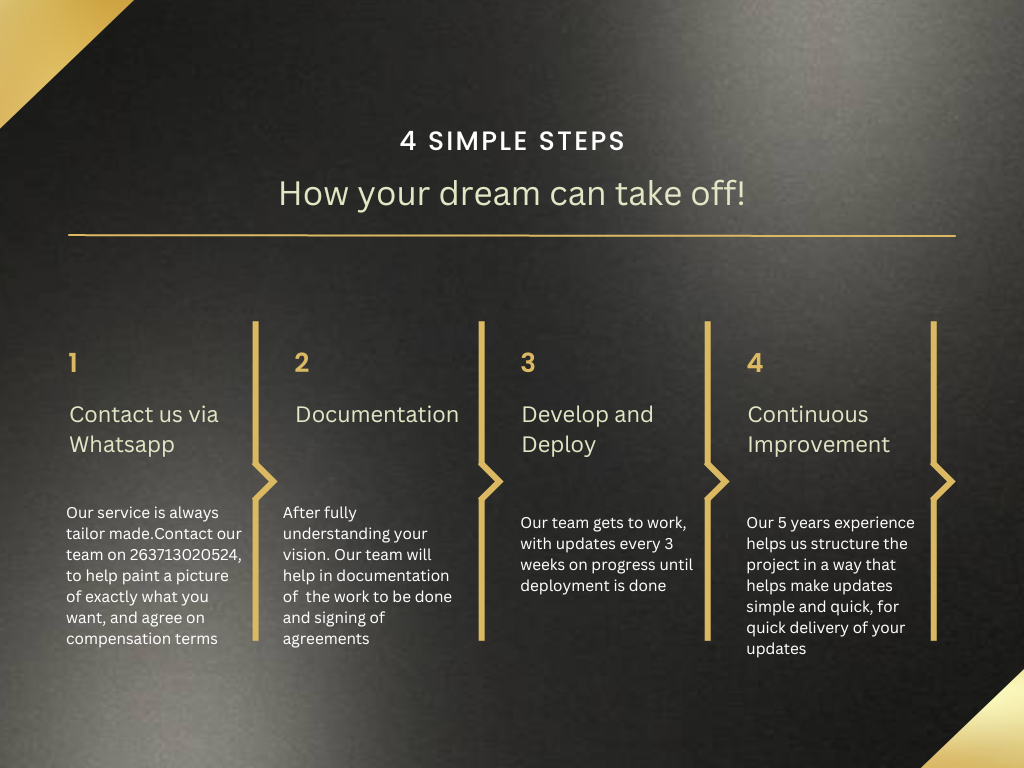 4 SIMPLE STEPS
How your dream can take off!
1
Contact us via
Whatsapp
Our service is always
tailor made.Contact our
team on 263713020524,
to help paint a picture
of exactly what you
want, and agree on
compensation terms
2
Documentation
After fully
understanding your
vision. Our team will
help in documentation
of  the work to be done
and signing of
agreements
3
Develop and
Deploy
Our team gets to work,
with updates every 3
weeks on progress until
deployment is done
4
Continuous
Improvement
Our 5 years experience
helps us structure the
project in a way that
helps make updates
simple and quick, for
quick delivery of your
updates